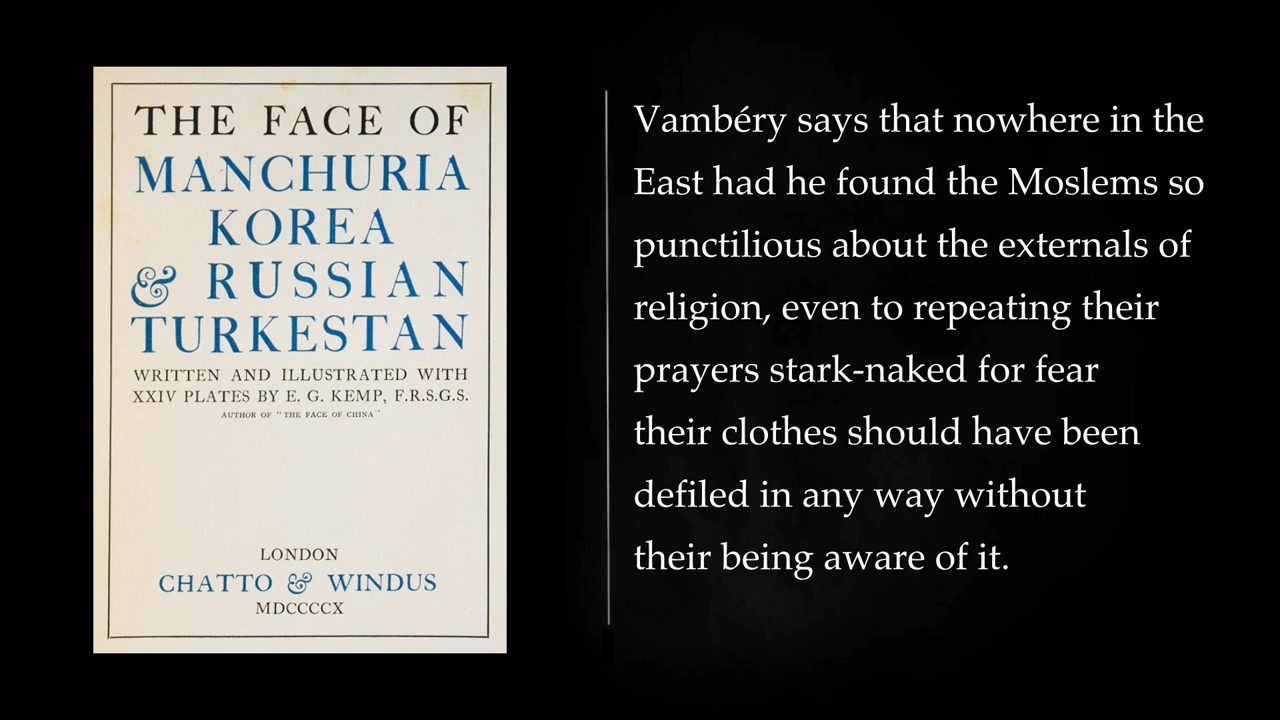 THE FACE OF
MANCHURIA
KOREA
& RUSSIAN
TURKESTAN
WRITTEN AND ILLUSTRATED WITH
XXIV PLATES BY E. G. KEMP, F.R.S.G.S.
AUTHOR OF "THE FACE OF CHINA"
LONDON
CHATTO & WINDUS
MDCCCCX
Vambéry says that nowhere in the
East had he found the Moslems so
punctilious about the externals of
religion, even to repeating their
prayers stark-naked for fear
their clothes should have been
defiled in any way without
their being aware of it.